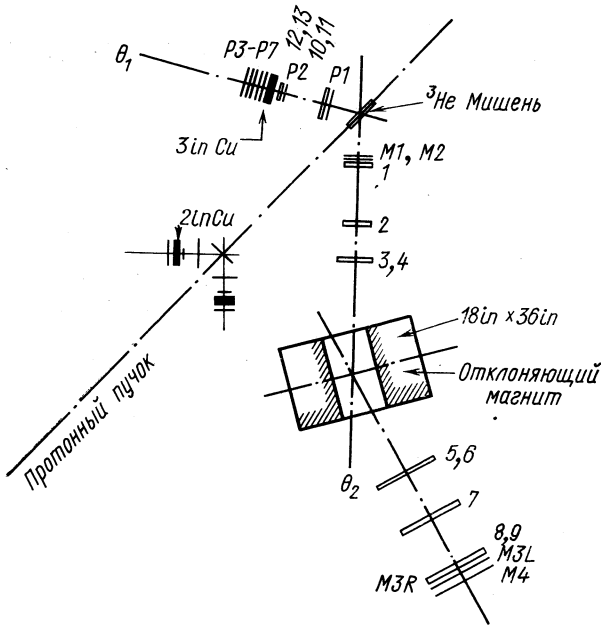 12,13
10,11
P3-P7
P2
P1
θ₁
³He Мишень
3in Cu
M1, M2
1
2inCu
2
3,4
18in × 36in
Отклоняющий
магнит
Протонный пучок
θ₂
5,6
7
8,9
M3L
M3R
M4